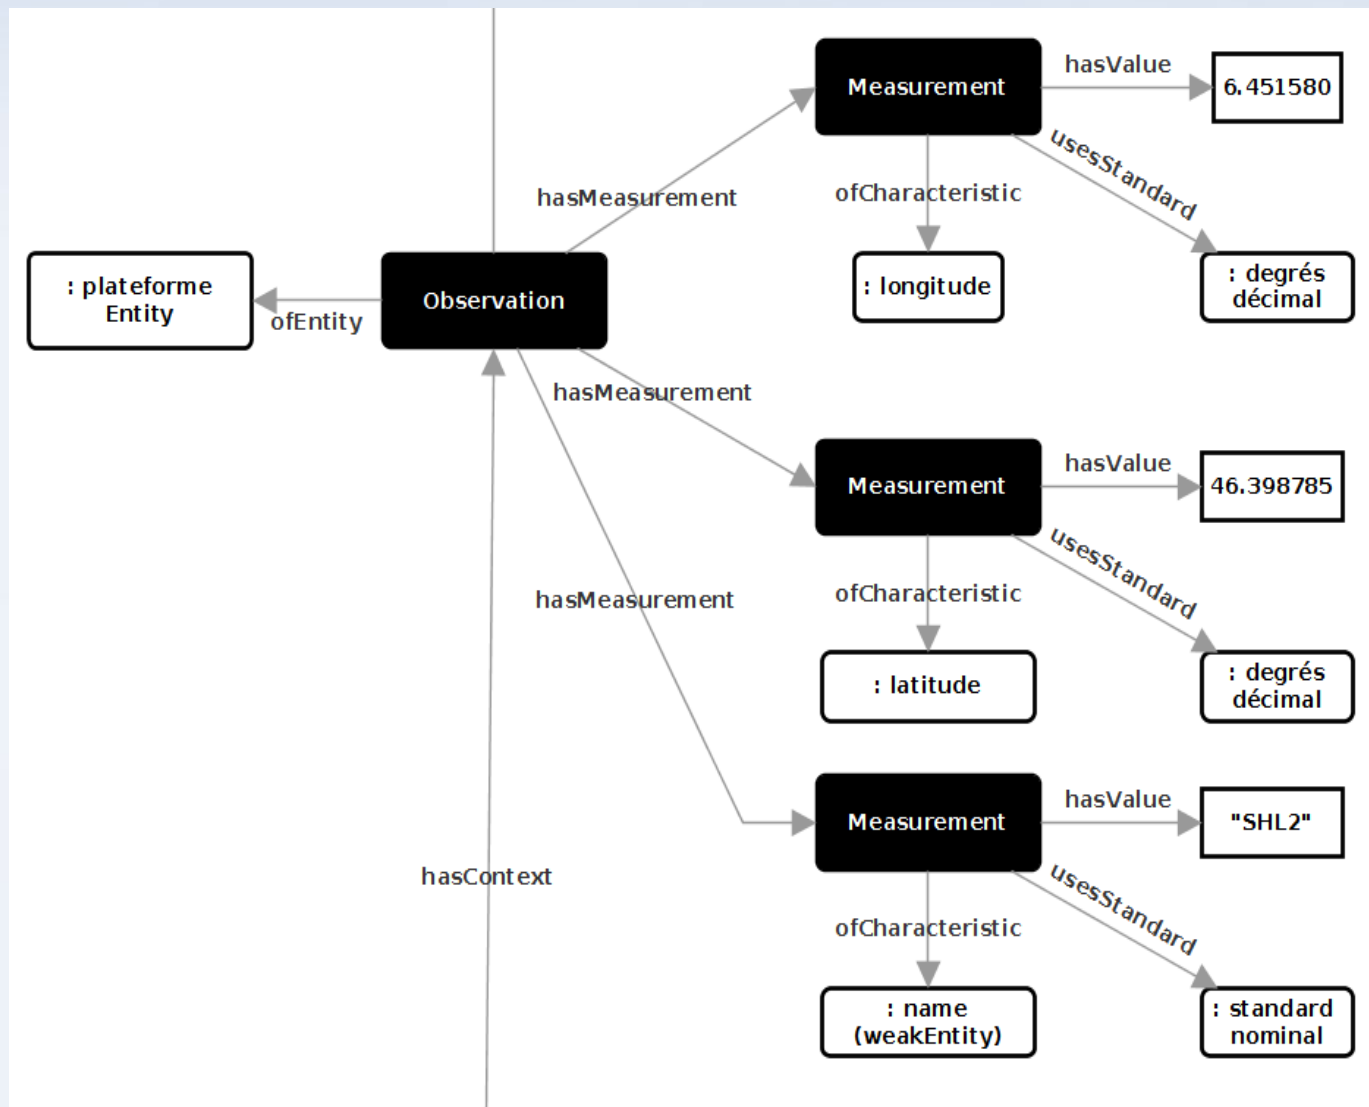 Measurement
hasValue
6.451580
usesStandard
hasMeasurement
ofCharacteristic
: plateforme
Entity
ofEntity
Observation
: longitude
: degrés
décimal
hasMeasurement
Measurement
hasValue
46.398785
usesStandard
hasMeasurement
ofCharacteristic
: latitude
: degrés
décimal
Measurement
hasValue
"SHL2"
hasContext
usesStandard
ofCharacteristic
: name
(weakEntity)
: standard
nominal